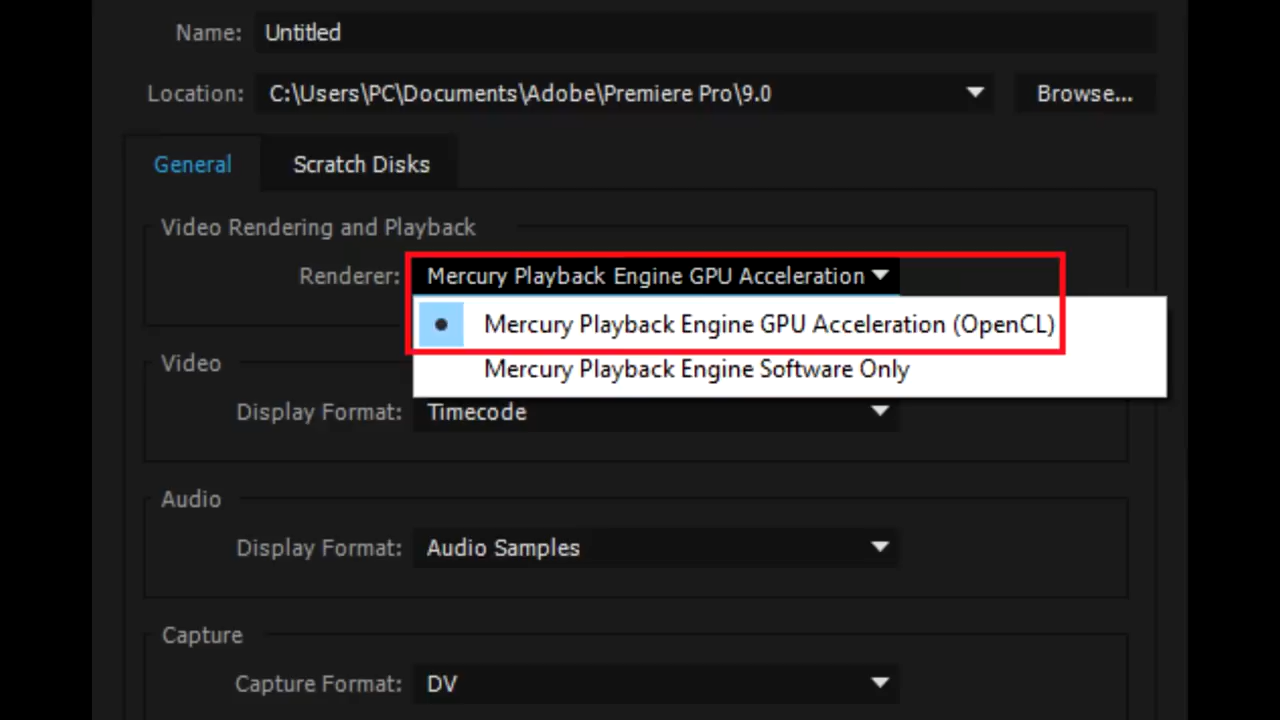 Name: Untitled
Location: C:\Users\PC\Documents\Adobe\Premiere Pro\9.0 Browse...
General Scratch Disks
Video Rendering and Playback
Renderer: Mercury Playback Engine GPU Acceleration
Mercury Playback Engine GPU Acceleration (OpenCL)
Video
Mercury Playback Engine Software Only
Display Format: Timecode
Audio
Display Format: Audio Samples
Capture
Capture Format: DV